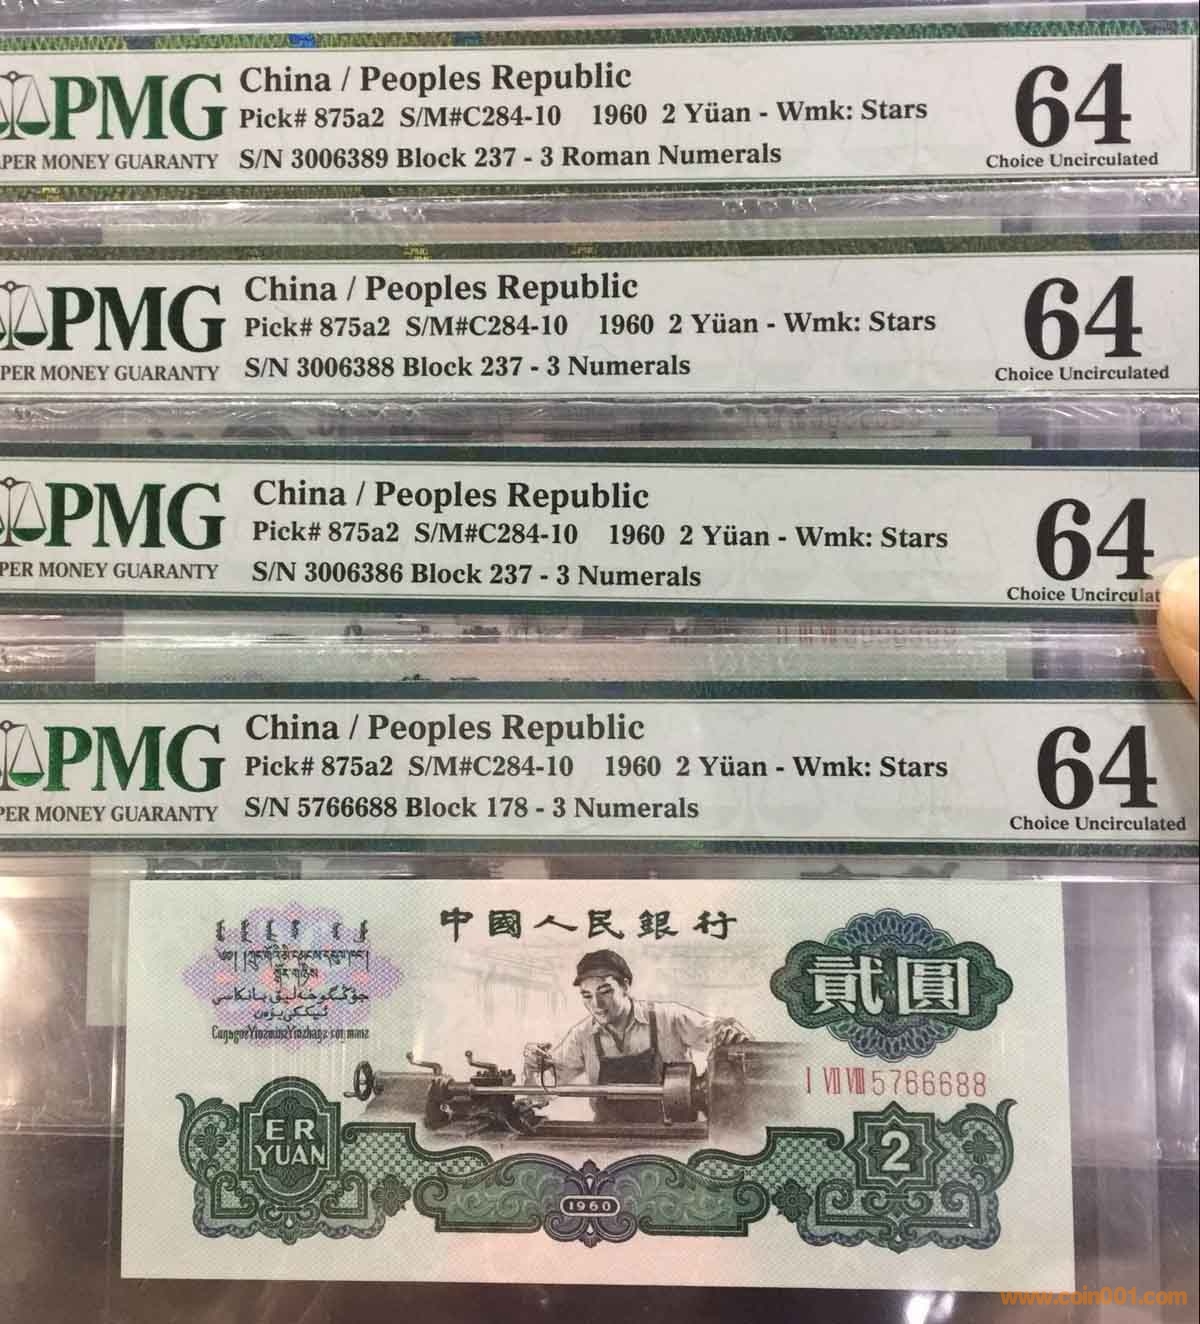 PMG
PER MONEY GUARANTY
China / Peoples Republic
Pick# 875a2 S/M#C284-10 1960 2 Yüan - Wmk: Stars
S/N 3006389 Block 237 - 3 Roman Numerals
64
Choice Uncirculated
PMG
PER MONEY GUARANTY
China / Peoples Republic
Pick# 875a2 S/M#C284-10 1960 2 Yüan - Wmk: Stars
S/N 3006388 Block 237 - 3 Numerals
64
Choice Uncirculated
PMG
PER MONEY GUARANTY
China / Peoples Republic
Pick# 875a2 S/M#C284-10 1960 2 Yüan - Wmk: Stars
S/N 3006386 Block 237 - 3 Numerals
64
Choice Uncirculat
PMG
PER MONEY GUARANTY
China / Peoples Republic
Pick# 875a2 S/M#C284-10 1960 2 Yüan - Wmk: Stars
S/N 5766688 Block 178 - 3 Numerals
64
Choice Uncirculated
中國人民銀行
貳圓
I VII VIII 5766688
ER
YUAN
2
1960
www.coin001.com